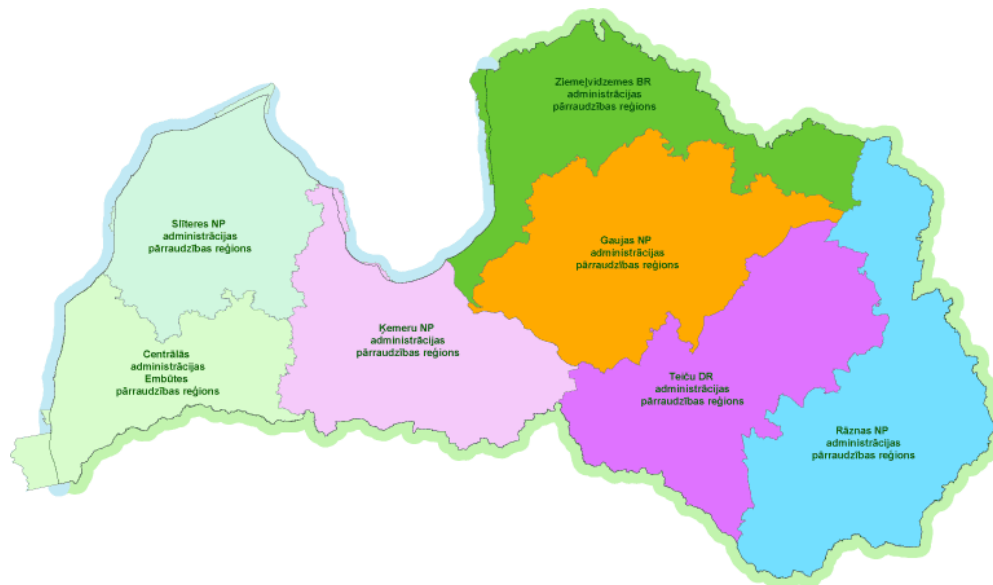 Ziemeļvidzemes BR
administrācijas
pārraudzības reģions
Slīteres NP
administrācijas
pārraudzības reģions
Gaujas NP
administrācijas
pārraudzības reģions
Ķemeru NP
administrācijas
pārraudzības reģions
Centrālās
administrācijas
Embūtes
pārraudzības reģions
Teiču DR
administrācijas
pārraudzības reģions
Rāznas NP
administrācijas
pārraudzības reģions